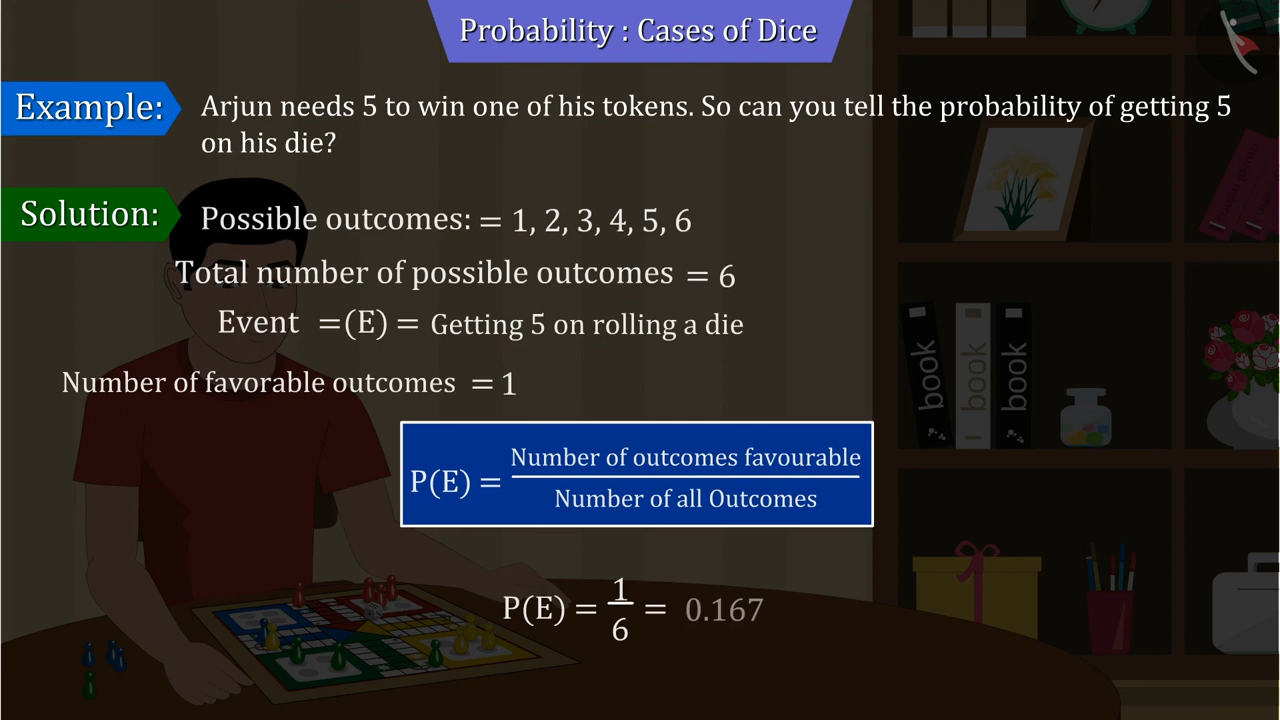 Probability : Cases of Dice
Example:
Arjun needs 5 to win one of his tokens. So can you tell the probability of getting 5
on his die?
Solution:
Possible outcomes: = 1, 2, 3, 4, 5, 6
Total number of possible outcomes = 6
Event =(E) = Getting 5 on rolling a die
Number of favorable outcomes = 1
book
book
book
P(E) = Number of outcomes favourable
Number of all Outcomes
P(E) = 1/6 = 0.167